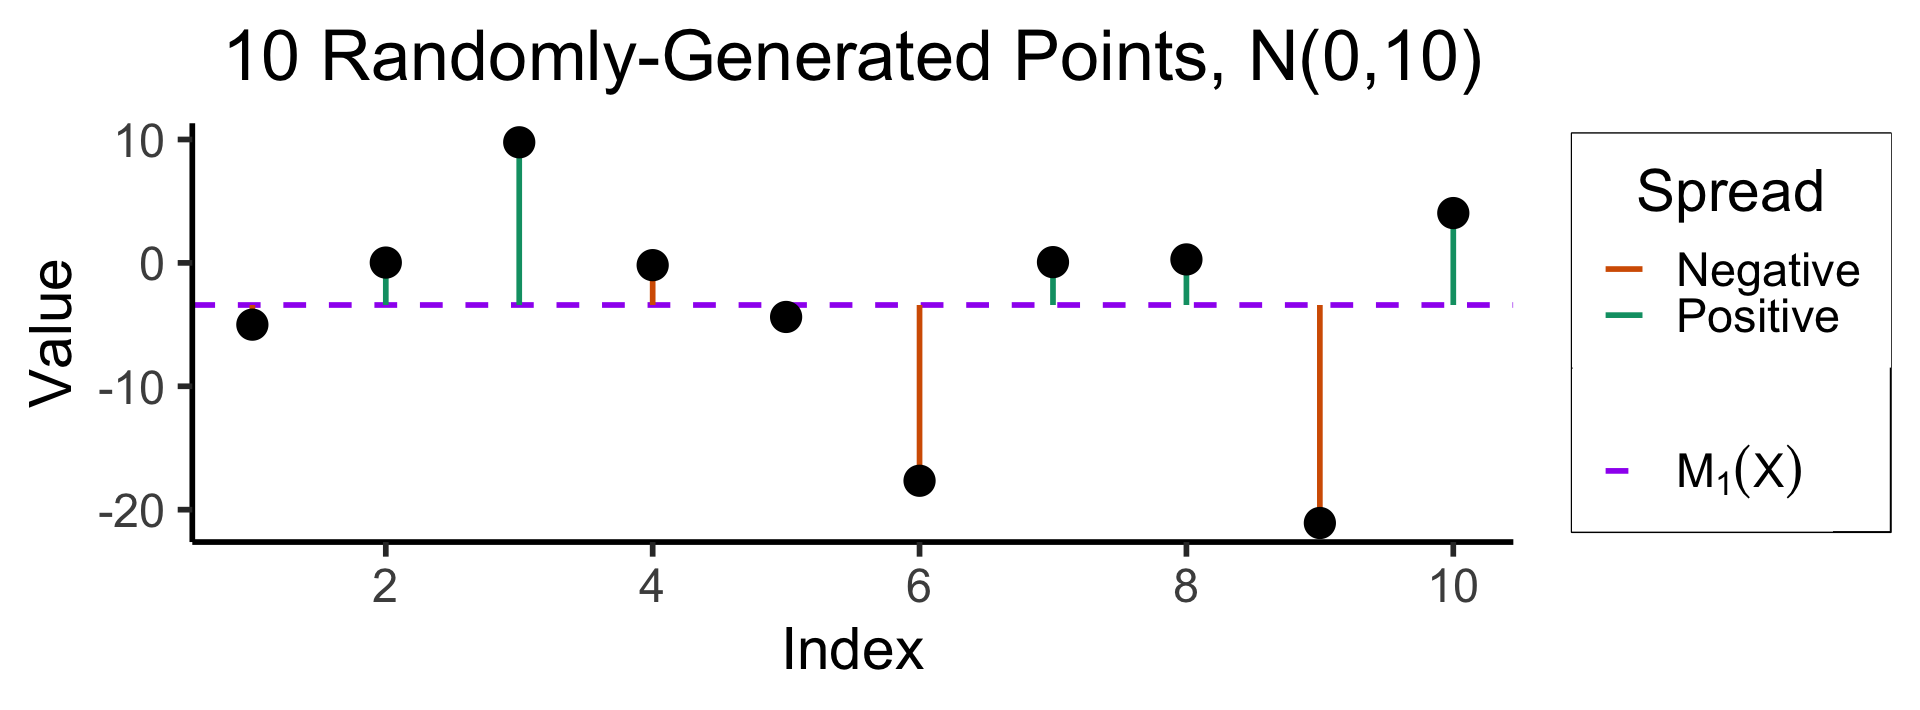 10 Randomly-Generated Points, N(0,10)
Value
10
0
-10
-20
2 4 6 8 10
Index
Spread
Negative
Positive
M₁(X)